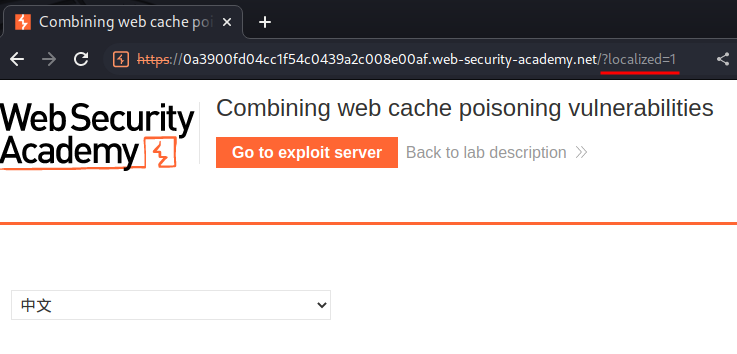 Combining web cache po
https://0a3900fd04cc1f54c0439a2c008e00af.web-security-academy.net/?localized=1
Web Security
Academy
Combining web cache poisoning vulnerabilities
Go to exploit server
Back to lab description
中文